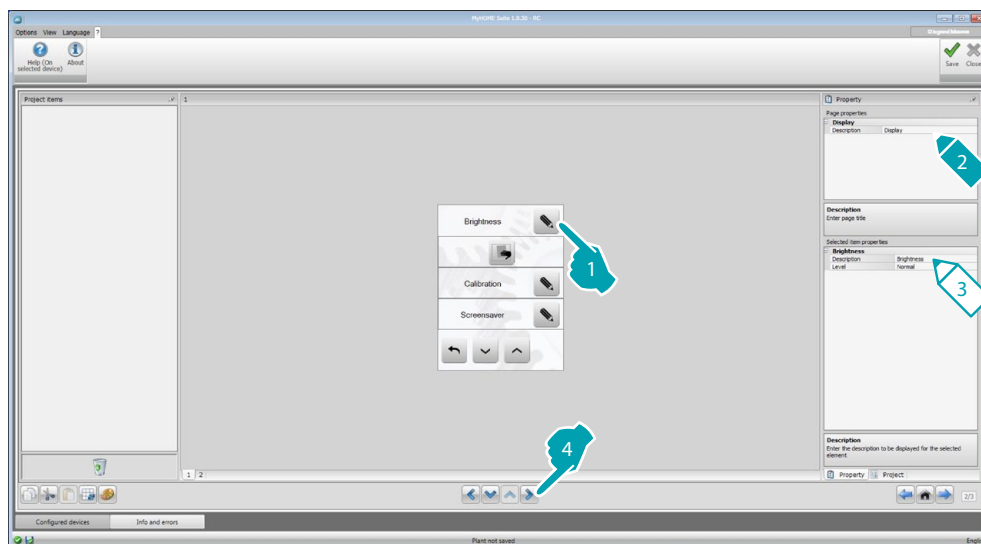 MyHOME Suite 1.0.30 - RC
Options View Language ?
Help (On selected device)
About
Save Close
Project items
1
Property
Page properties
Display
Description Display
2
Description
Enter page title
Selected item properties
Brightness
Description Brightness
Level Normal
3
Brightness
1
Calibration
Screensaver
4
Description
Enter the description to be displayed for the selected
element
1 2
Property Project
2/3
Configured devices Info and errors
Plant not saved
Engli